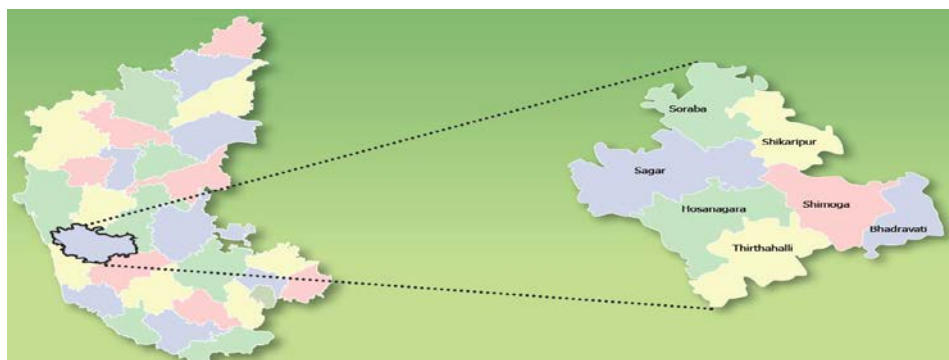 Soraba
Shikaripur
Sagar
Hosanagara
Shimoga
Bhadravati
Thirthahalli